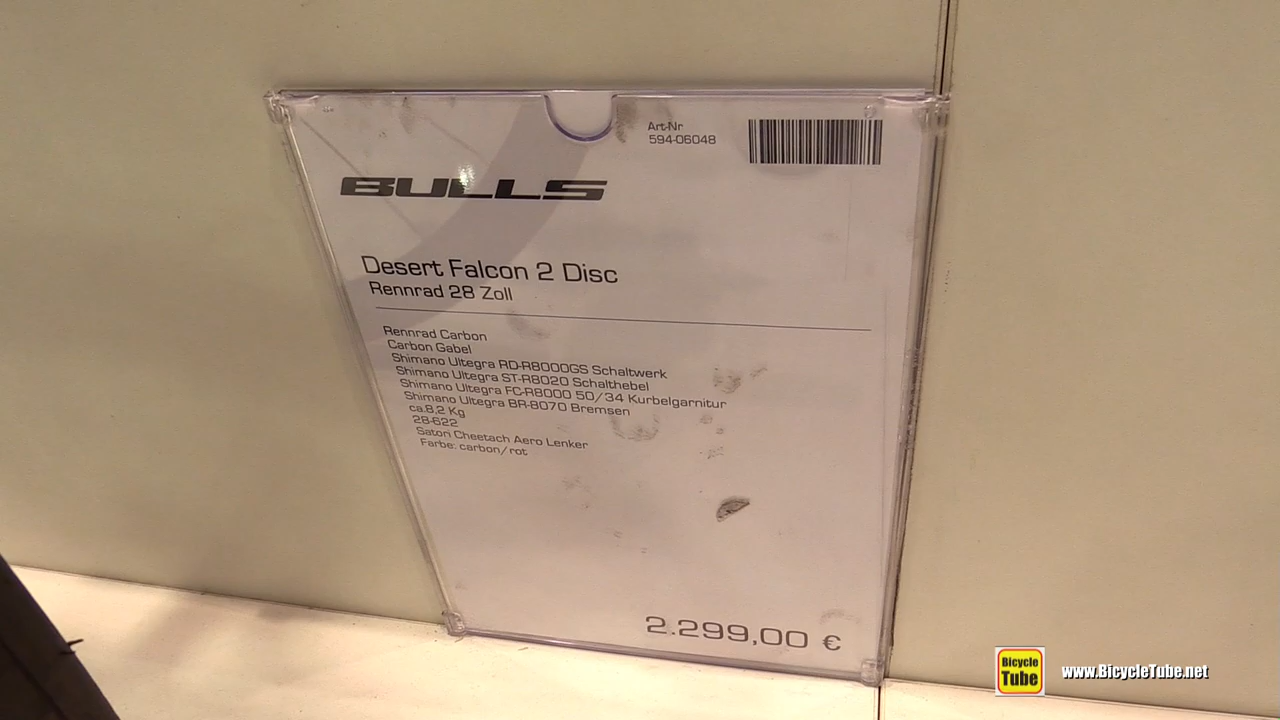 Art-Nr
594-06048
BULLS
Desert Falcon 2 Disc
Rennrad 28 Zoll
Rennrad Carbon
Carbon Gabel
Shimano Ultegra RD-R8000GS Schaltwerk
Shimano Ultegra ST-R8020 Schalthebel
Shimano Ultegra FC-R8000 50/34 Kurbelgarnitur
Shimano Ultegra BR-8070 Bremsen
ca.8,2 Kg
28-622
Satori Cheetach Aero Lenker
Farbe: carbon/rot
2.299,00 €
Bicycle
Tube
www.BicycleTube.net